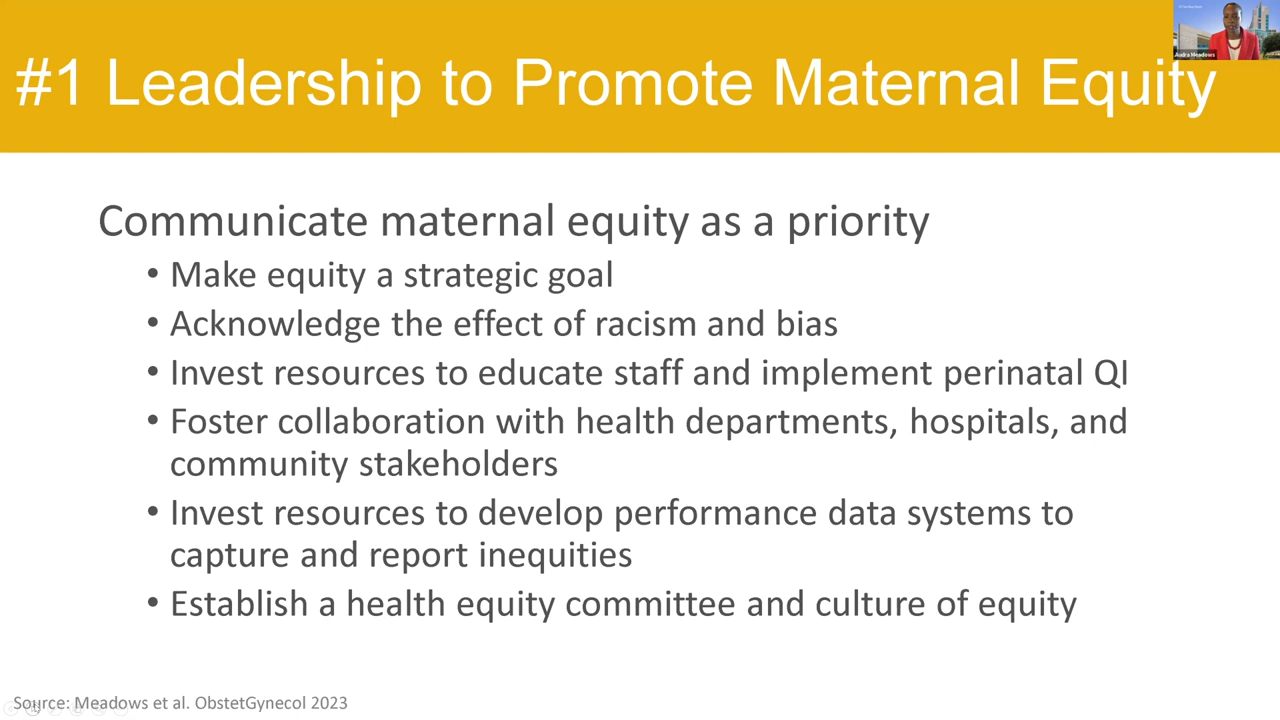 #1 Leadership to Promote Maternal Equity
Audra Meadows
Communicate maternal equity as a priority
• Make equity a strategic goal
• Acknowledge the effect of racism and bias
• Invest resources to educate staff and implement perinatal QI
• Foster collaboration with health departments, hospitals, and
community stakeholders
• Invest resources to develop performance data systems to
capture and report inequities
• Establish a health equity committee and culture of equity
Source: Meadows et al. ObstetGynecol 2023